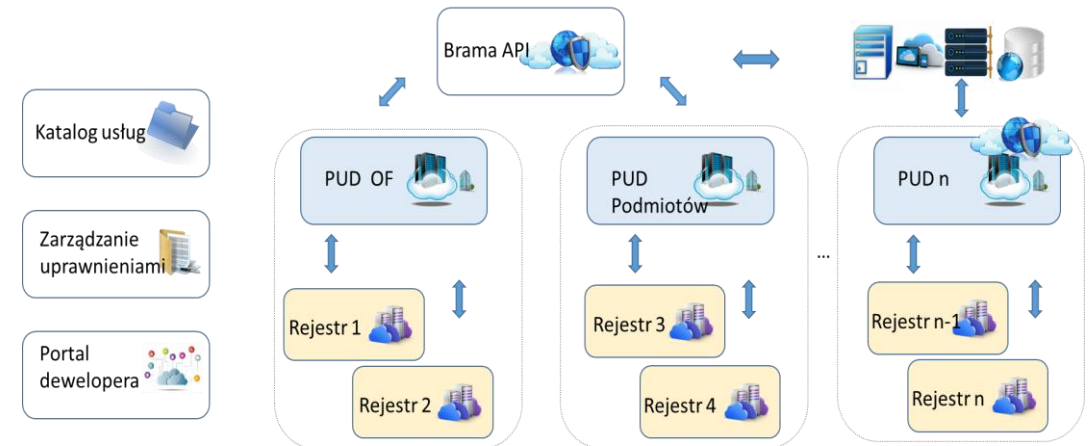 Brama API
Katalog usług
Zarządzanie
uprawnieniami
Portal
dewelopera
PUD OF
Rejestr 1
Rejestr 2
PUD
Podmiotów
Rejestr 3
Rejestr 4
...
PUD n
Rejestr n-1
Rejestr n